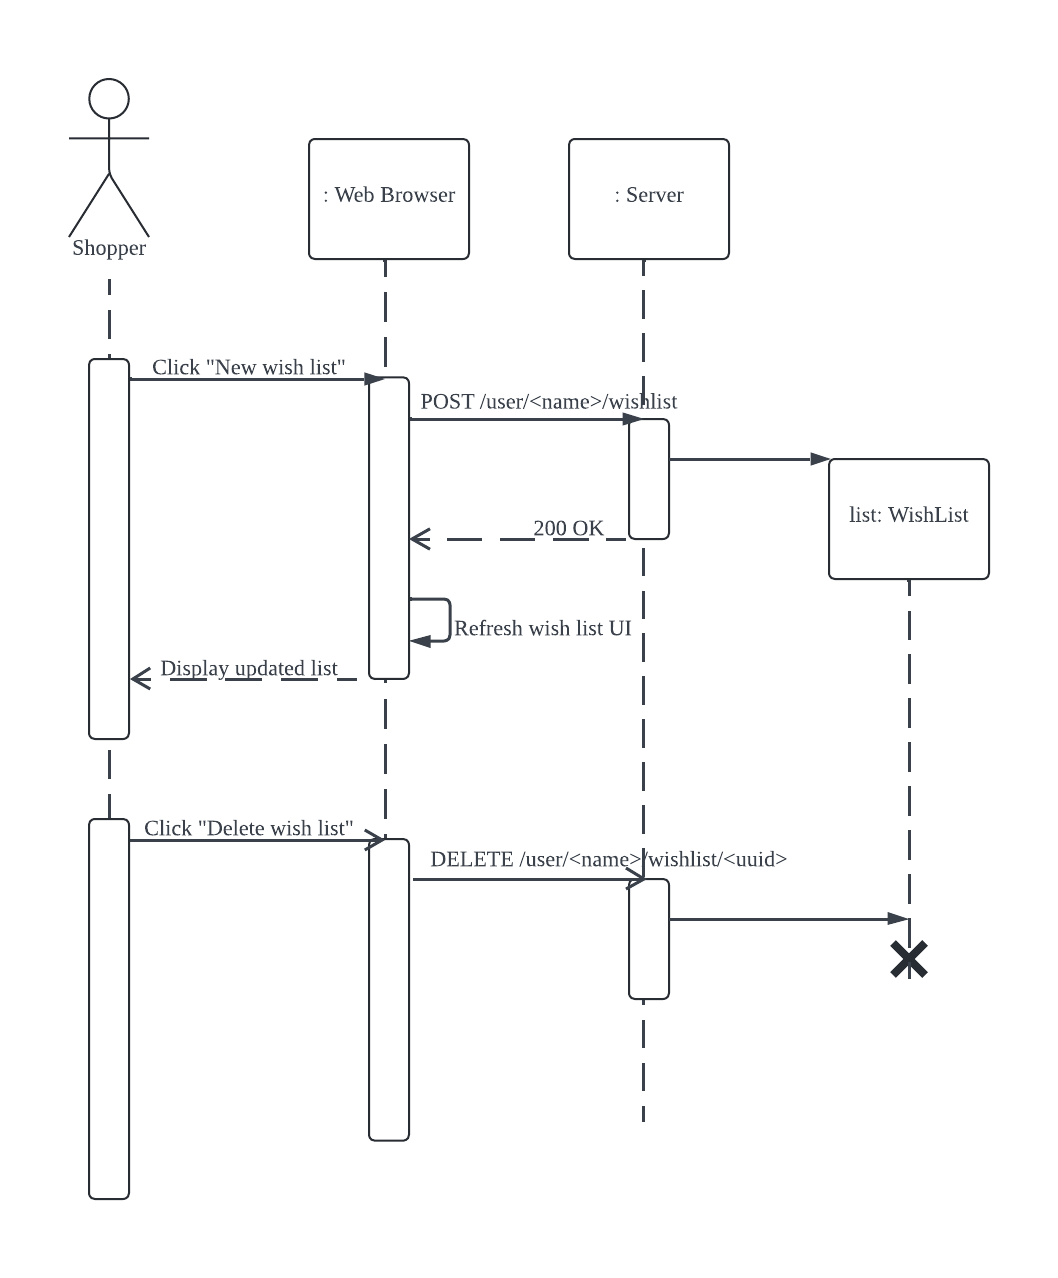 : Web Browser
: Server
Shopper
Click "New wish list"
POST /user/<name>/wishlist
list: WishList
200 OK
Refresh wish list UI
Display updated list
Click "Delete wish list"
DELETE /user/<name>/wishlist/<uuid>